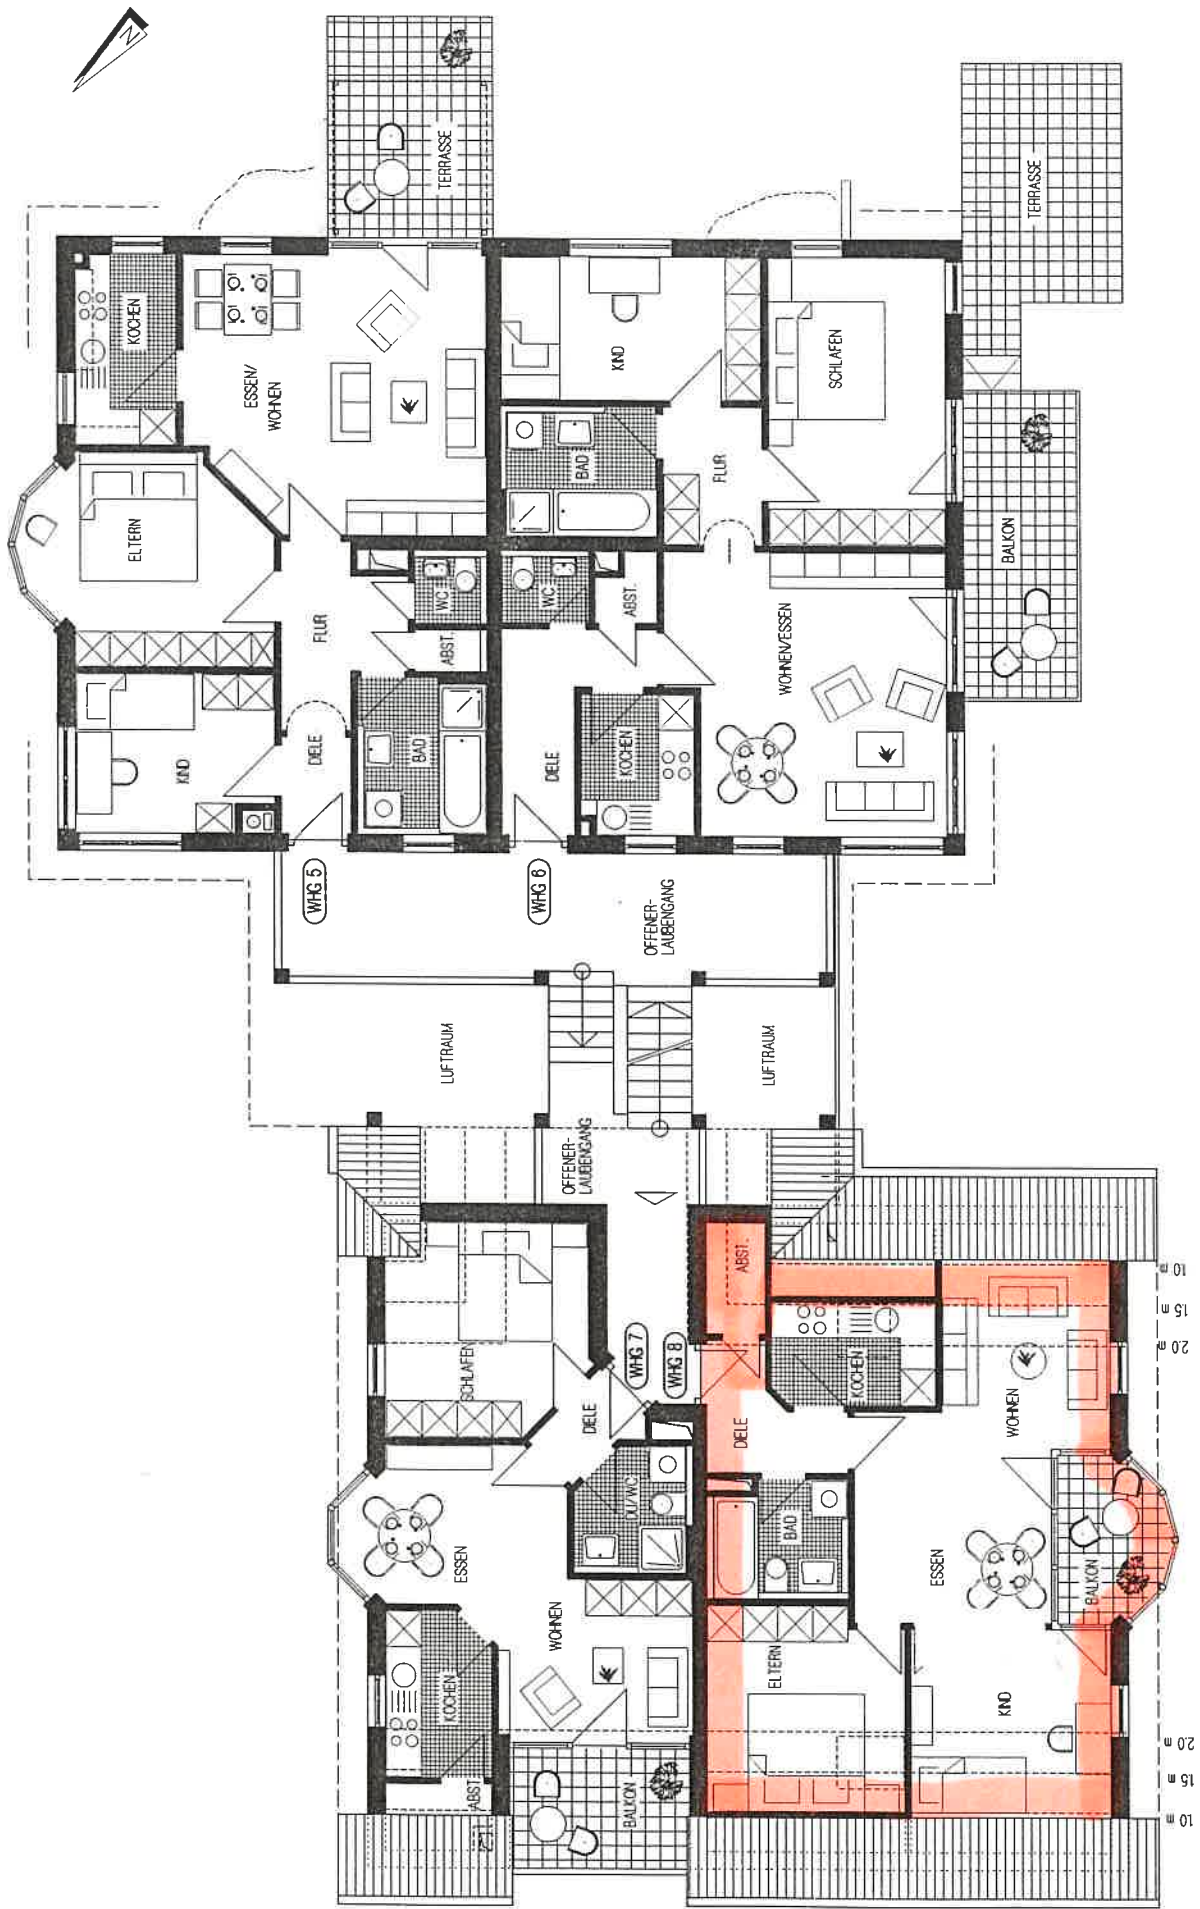 N
TERRASSE
TERRASSE
KOCHEN
ESSEN/
WOHNEN
KIND
SCHLAFEN
ELTERN
BAD
FLUR
BALKON
FLUR
WC
WC
ABST.
ABST.
WOHNEN/ESSEN
KIND
DIELE
BAD
DIELE
KOCHEN
WHG 5
WHG 6
OFFENER-
LAUBENGANG
LUFTRAUM
LUFTRAUM
OFFENER-
LAUBENGANG
SCHLAFEN
DIELE
WHG 7
WHG 8
ABST.
KOCHEN
DIELE
WOHNEN
1.0 m
1.5 m
2.0 m
ESSEN
DU/WC
BAD
ESSEN
BALKON
KOCHEN
WOHNEN
ELTERN
KIND
ABST.
BALKON
2.0 m
1.5 m
1.0 m